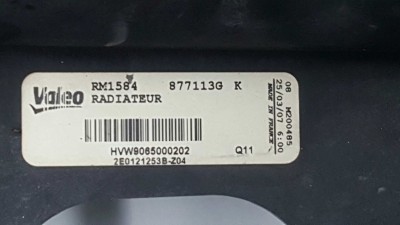 Valeo
RM1584 877113G K
RADIATEUR
HVW9065000202 Q11
2E0121253B-Z04
08 M200485
25/03/07 6:00
MADE IN FRANCE